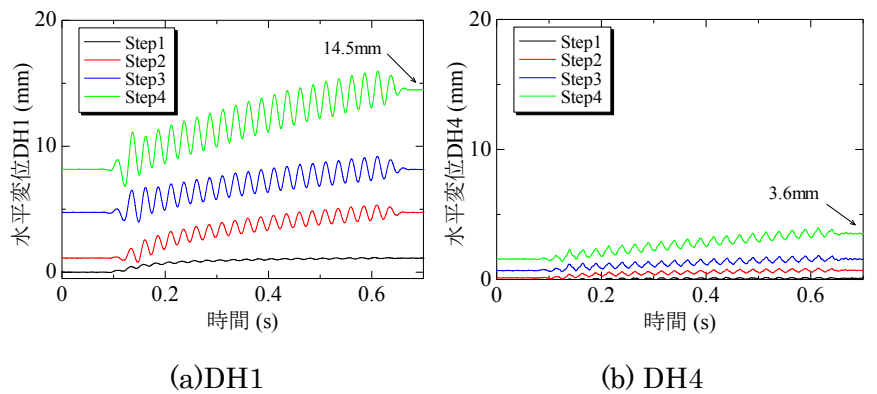 20
Step1
Step2
Step3
Step4
14.5mm
10
0
水平変位DH1 (mm)
0
0.2
0.4
0.6
時間 (s)
(a)DH1
20
Step1
Step2
Step3
Step4
3.6mm
10
0
水平変位DH4 (mm)
0
0.2
0.4
0.6
時間 (s)
(b) DH4